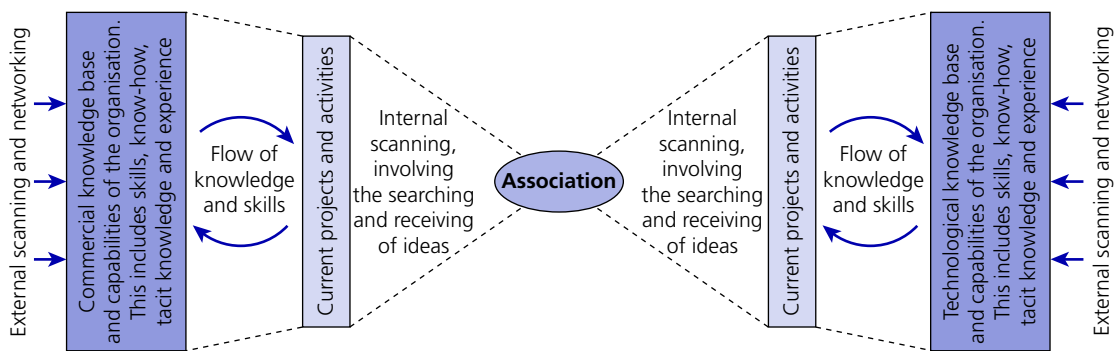 External scanning and networking
Commercial knowledge base
and capabilities of the organisation.
This includes skills, know-how,
tacit knowledge and experience
Flow of
knowledge
and skills
Current projects and activities
Internal
scanning,
involving
the searching
and receiving
of ideas
Association
Internal
scanning,
involving
the searching
and receiving
of ideas
Current projects and activities
Flow of
knowledge
and skills
Technological knowledge base
and capabilities of the organisation.
This includes skills, know-how,
tacit knowledge and experience
External scanning and networking